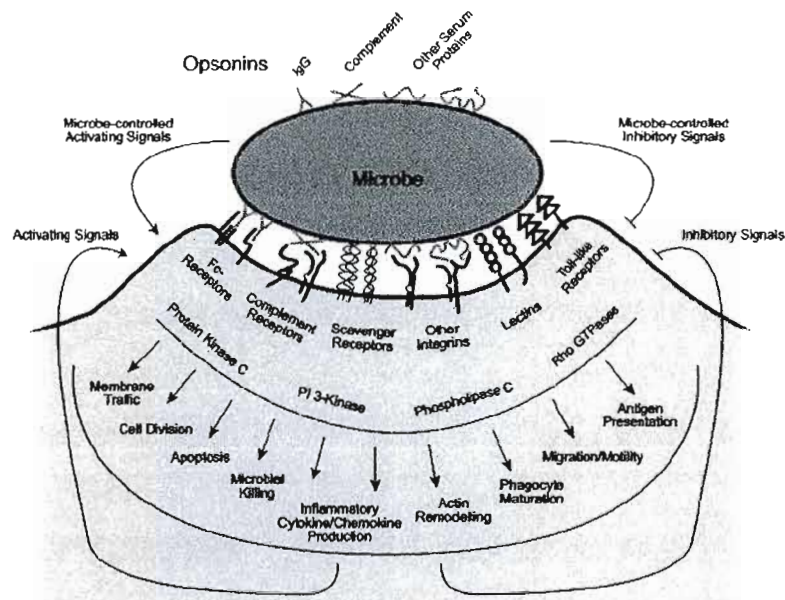 Opsonins
IgG
Complement
Other Serum
Proteins
Microbe-controlled
Activating Signals
Microbe-controlled
Inhibitory Signals
Microbe
Activating Signals
Inhibitory Signals
Fc-
Receptors
Complement
Receptors
Scavenger
Receptors
Other
Integrins
Lectins
Toll-like
Receptors
Protein Kinase C
PI 3-Kinase
Phospholipase C
Rho GTPases
Membrane
Traffic
Cell Division
Apoptosis
Microbial
Killing
Inflammatory
Cytokine/Chemokine
Production
Actin
Remodelling
Phagocyte
Maturation
Migration/Motility
Antigen
Presentation